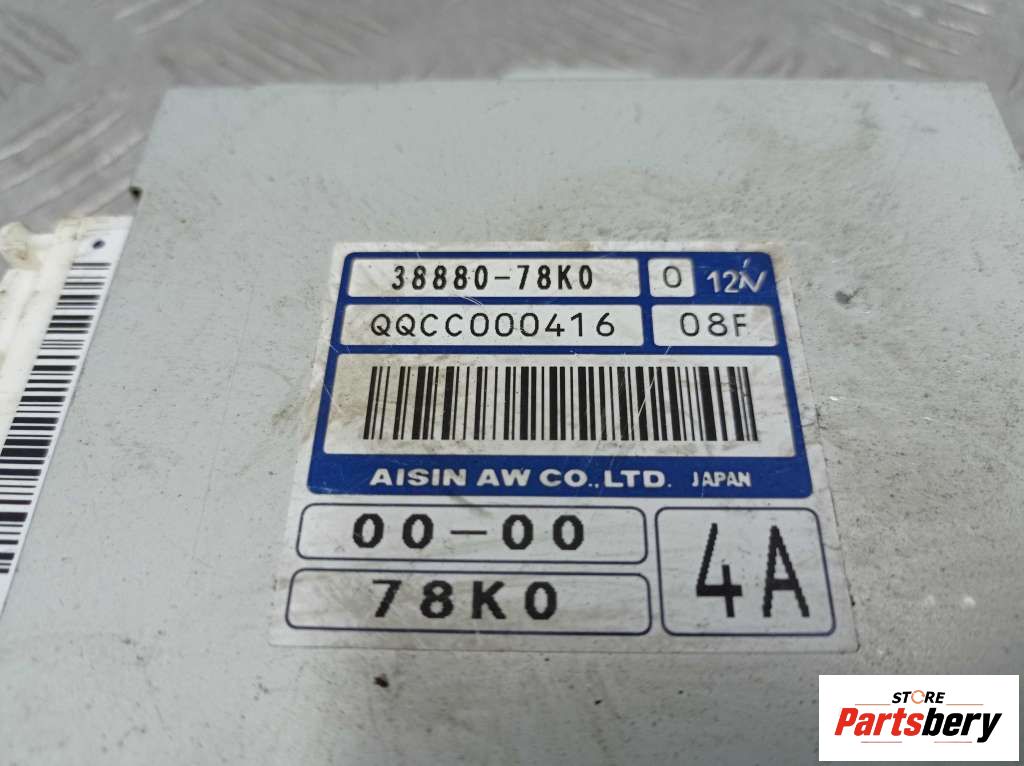 38880-78K0 0 12V
QQCC000416 08F
AISIN AW CO.,LTD. JAPAN
00-00
78K0
4A
STORE
Partsbery